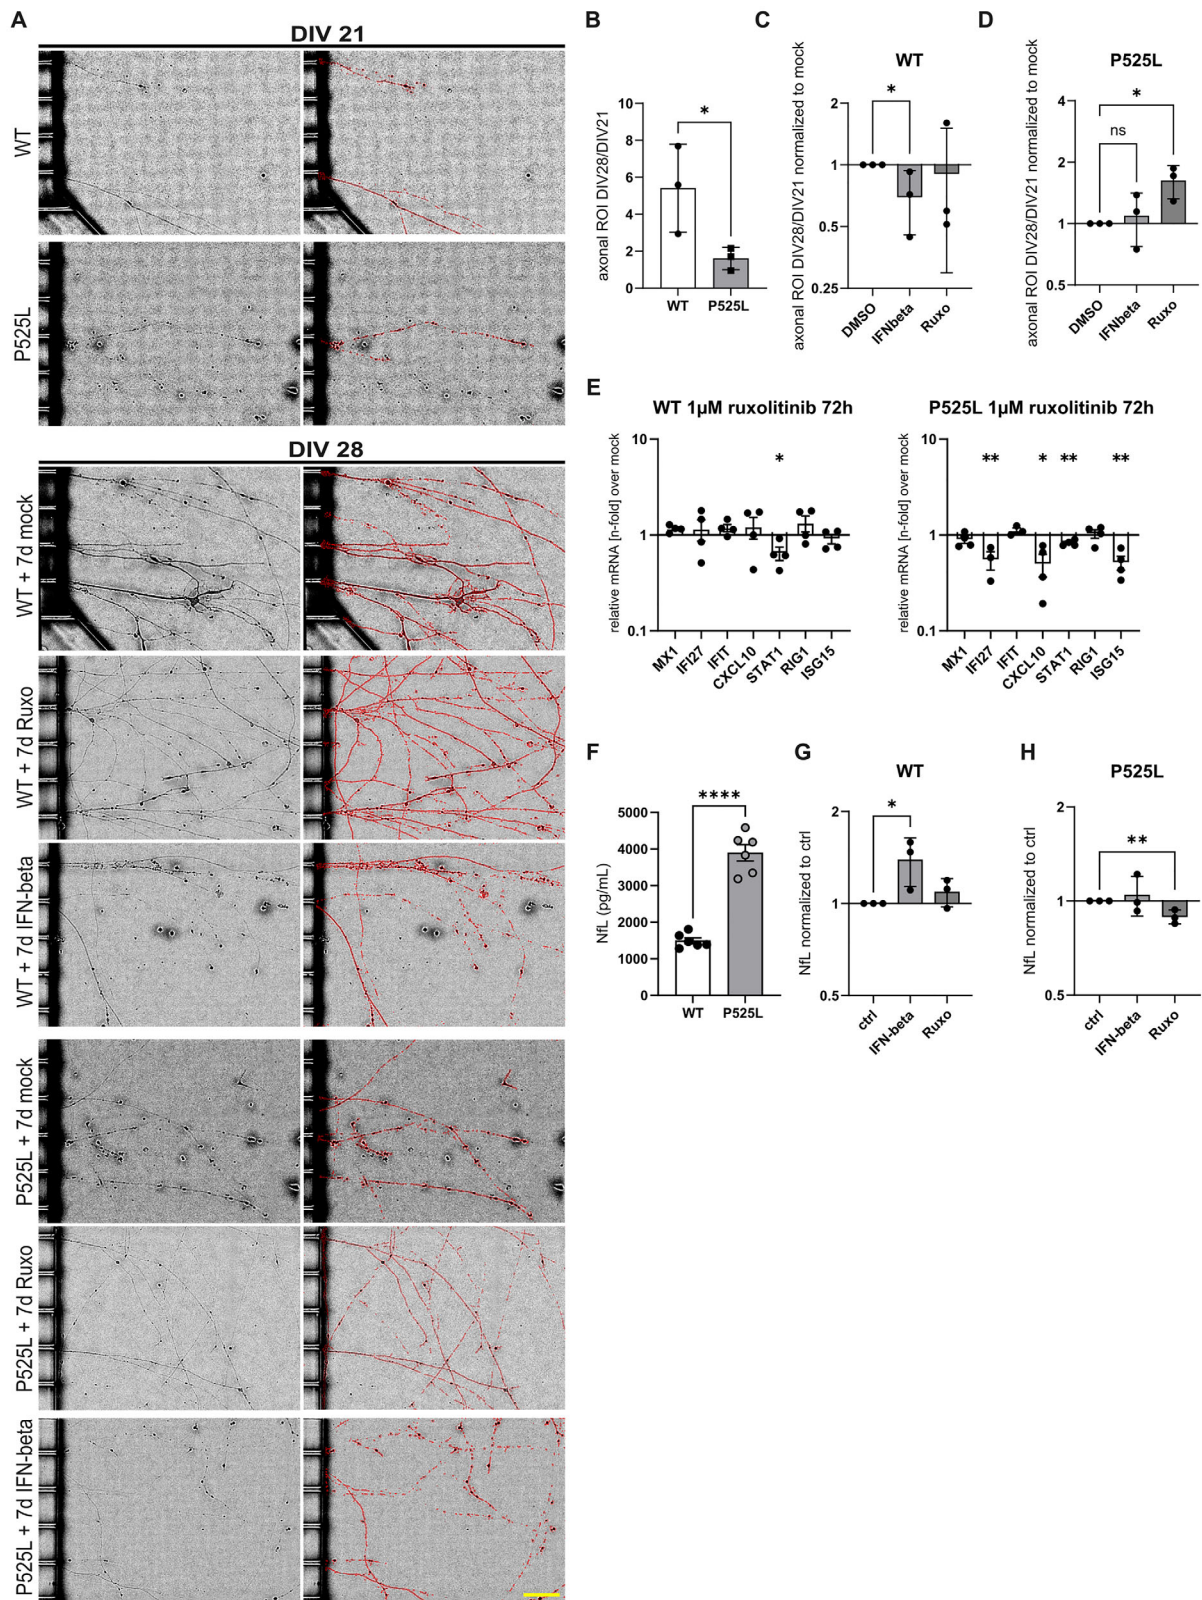 A
DIV 21
WT
P525L
DIV 28
WT + 7d mock
WT + 7d Ruxo
WT + 7d IFN-beta
P525L + 7d mock
P525L + 7d Ruxo
P525L + 7d IFN-beta
B
axonal ROI DIV28/DIV21
10
8
6
4
2
0
*
WT
P525L
C
WT
axonal ROI DIV28/DIV21 normalized to mock
2
1
0.5
0.25
*
DMSO
IFNbeta
Ruxo
D
P525L
axonal ROI DIV28/DIV21 normalized to mock
4
2
1
0.5
*
ns
DMSO
IFNbeta
Ruxo
E
WT 1µM ruxolitinib 72h
relative mRNA [n-fold] over mock
10
1
0.1
*
MX1
IFI27
IFIT
CXCL10
STAT1
RIG1
ISG15
P525L 1µM ruxolitinib 72h
relative mRNA [n-fold] over mock
10
1
0.1
** * ** **
MX1
IFI27
IFIT
CXCL10
STAT1
RIG1
ISG15
F
NfL (pg/mL)
5000
4000
3000
2000
1000
0
****
WT
P525L
G
WT
NfL normalized to ctrl
2
1
0.5
*
ctrl
IFN-beta
Ruxo
H
P525L
NfL normalized to ctrl
2
1
0.5
**
ctrl
IFN-beta
Ruxo